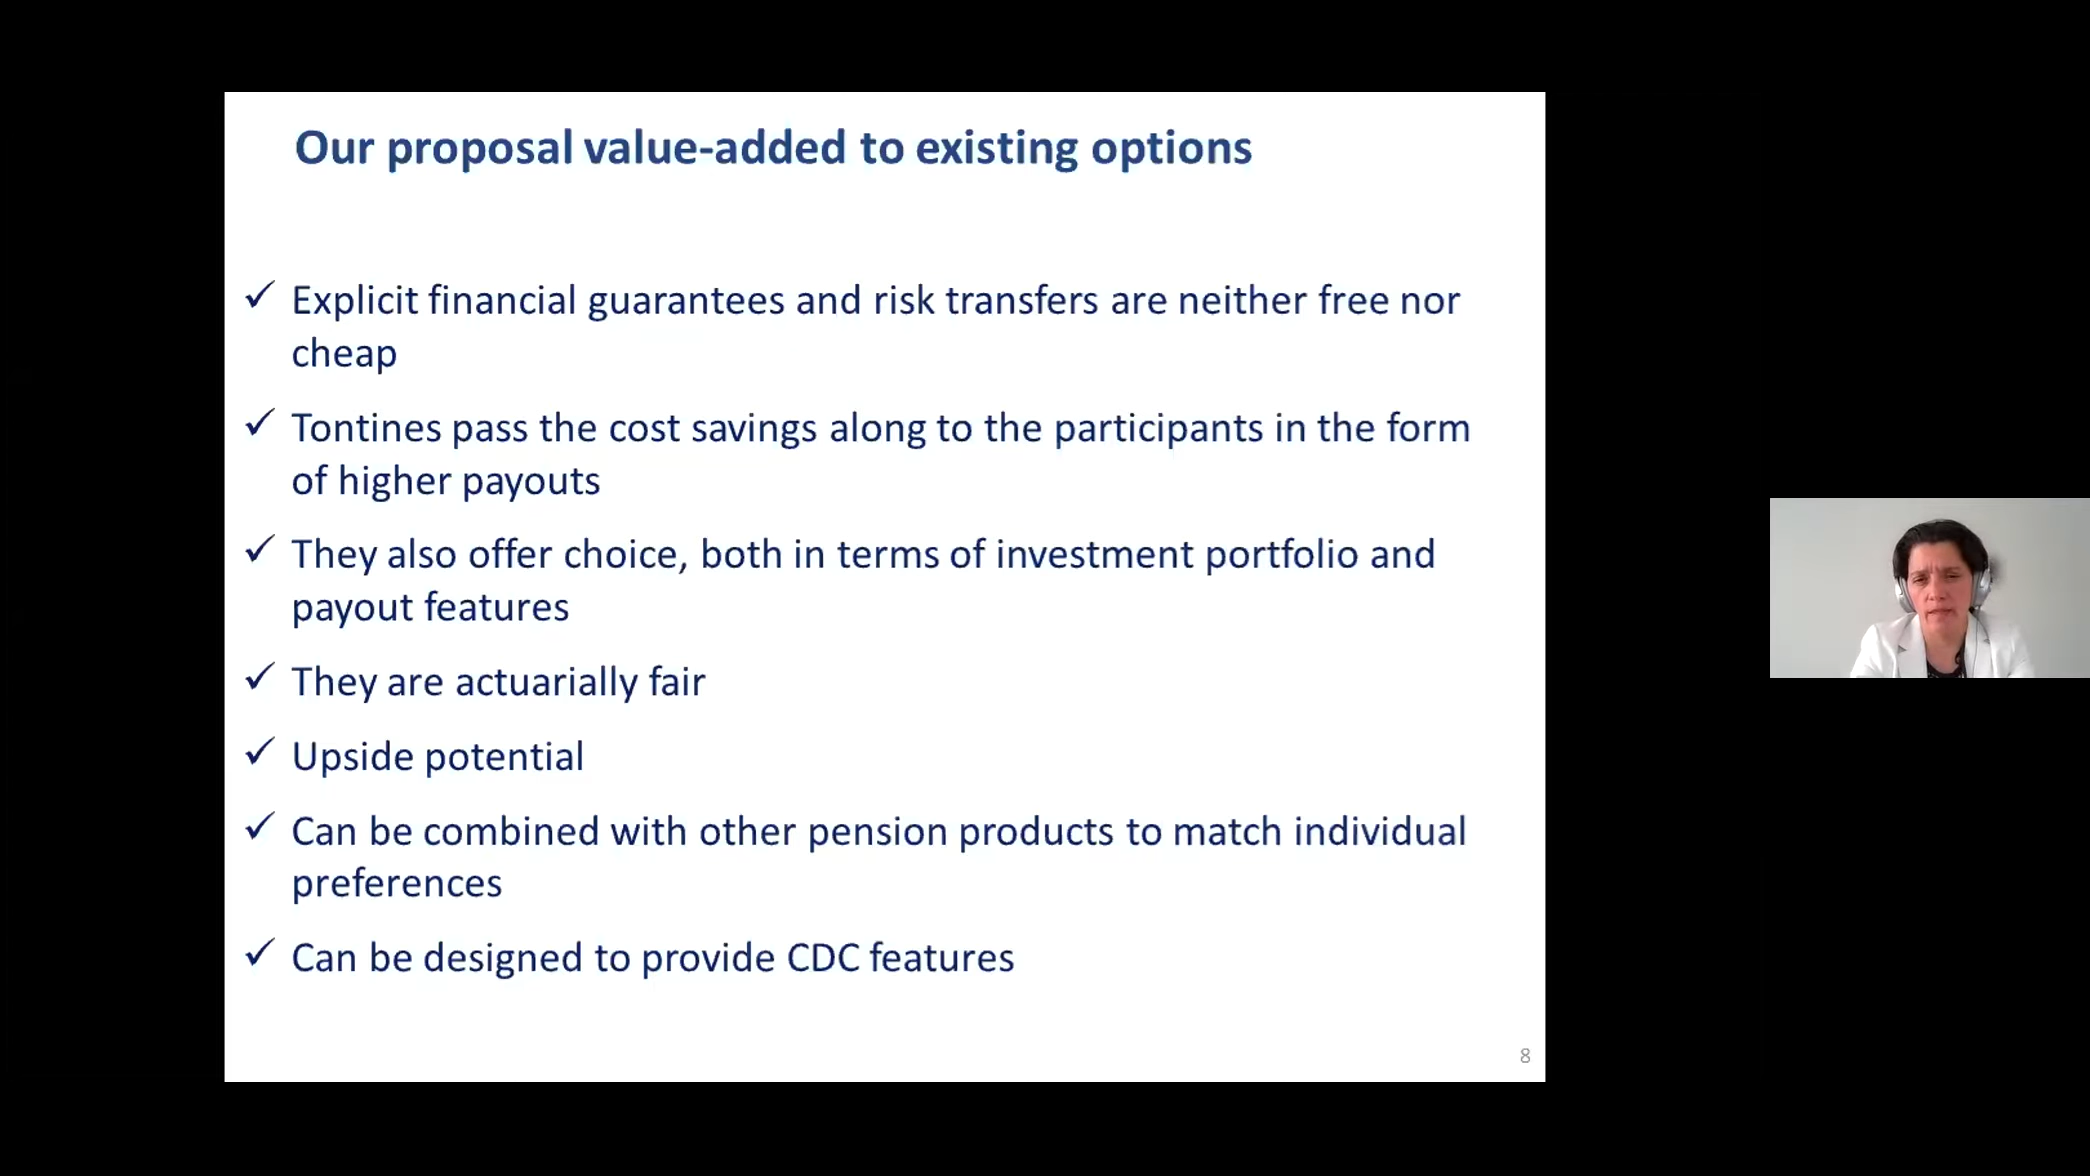 Our proposal value-added to existing options
✓ Explicit financial guarantees and risk transfers are neither free nor
cheap
✓ Tontines pass the cost savings along to the participants in the form
of higher payouts
✓ They also offer choice, both in terms of investment portfolio and
payout features
✓ They are actuarially fair
✓ Upside potential
✓ Can be combined with other pension products to match individual
preferences
✓ Can be designed to provide CDC features
8